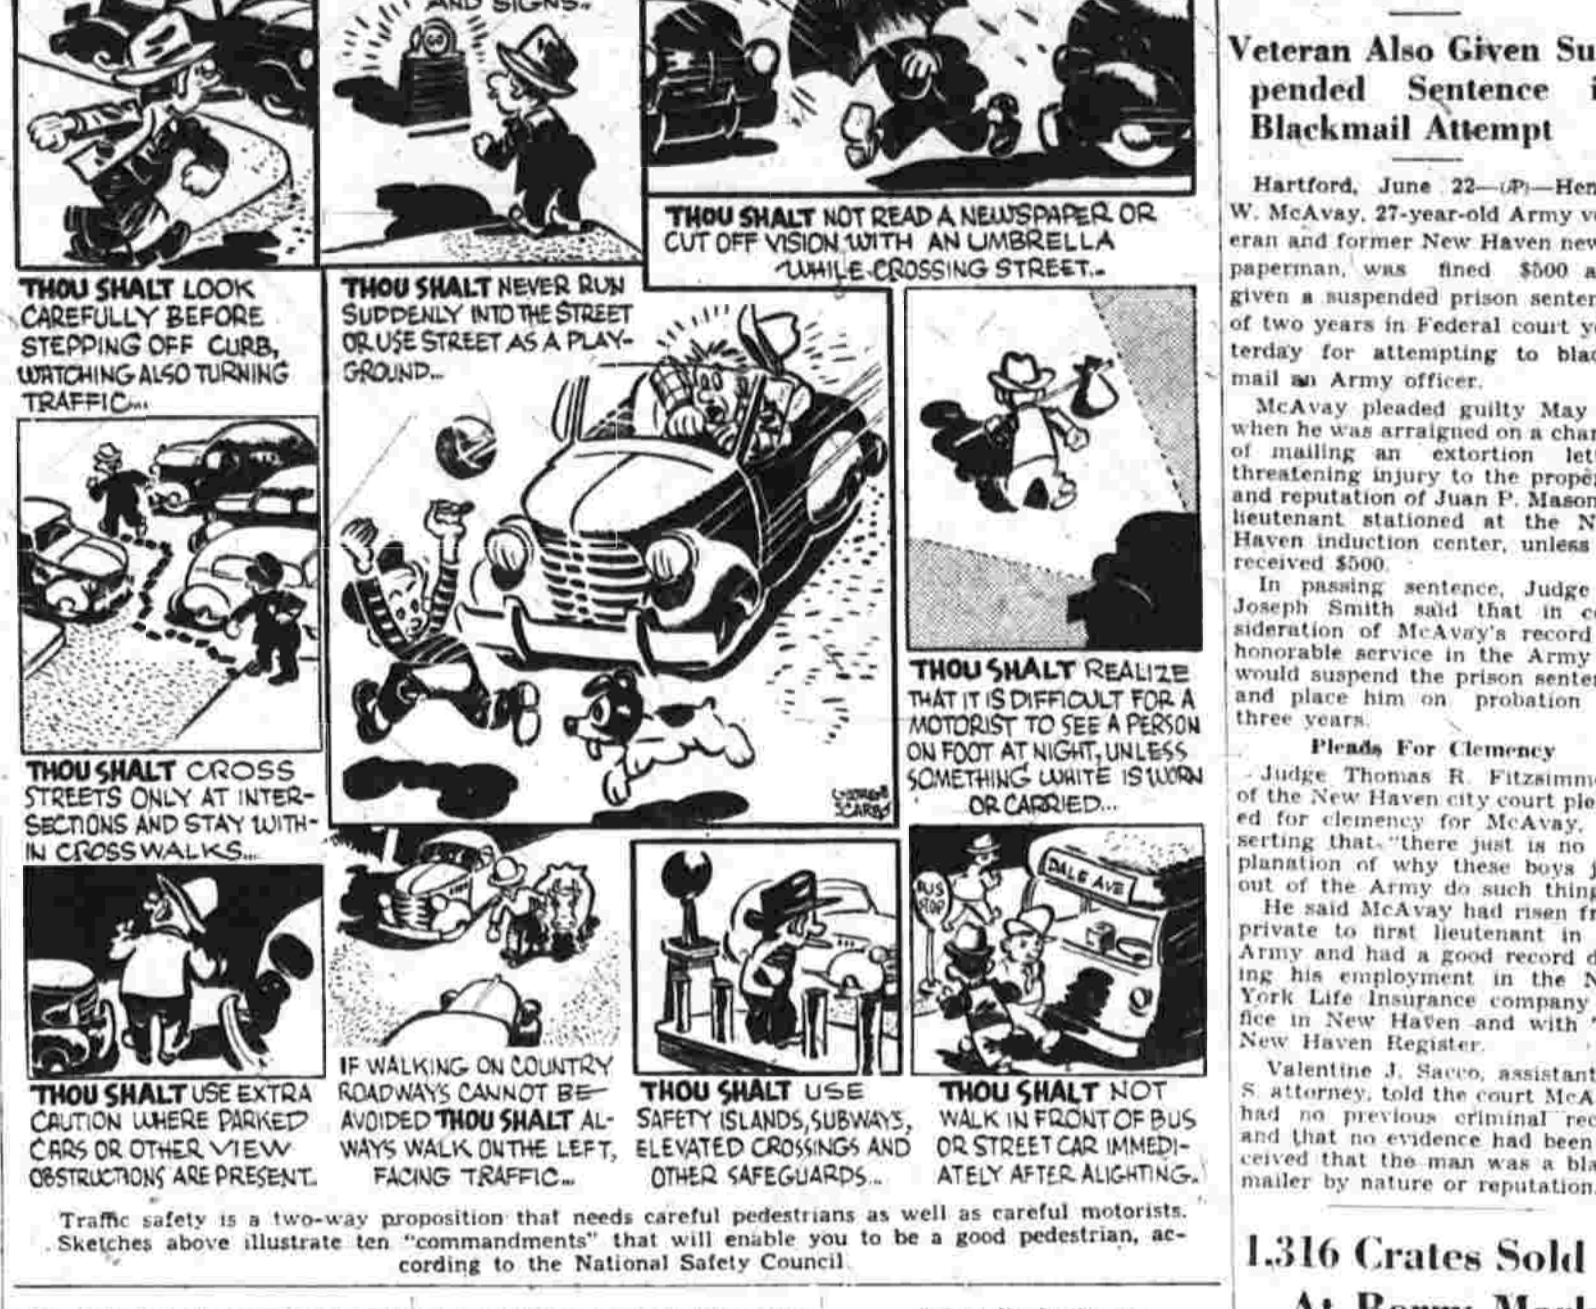 AND SIGNS..
GO
THOU SHALT NOT READ A NEWSPAPER OR
CUT OFF VISION WITH AN UMBRELLA
WHILE CROSSING STREET..
THOU SHALT LOOK
CAREFULLY BEFORE
STEPPING OFF CURB,
WATCHING ALSO TURNING
TRAFFIC...
THOU SHALT NEVER RUN
SUDDENLY INTO THE STREET
OR USE STREET AS A PLAY-
GROUND...
THOU SHALT REALIZE
THAT IT IS DIFFICULT FOR A
MOTORIST TO SEE A PERSON
ON FOOT AT NIGHT, UNLESS
SOMETHING WHITE IS WORN
OR CARRIED...
GEORGE
SCARBO
THOU SHALT CROSS
STREETS ONLY AT INTER-
SECTIONS AND STAY WITH-
IN CROSSWALKS...
BUS
STOP
DALE AVE
THOU SHALT USE EXTRA
CAUTION WHERE PARKED
CARS OR OTHER VIEW
OBSTRUCTIONS ARE PRESENT..
IF WALKING ON COUNTRY
ROADWAYS CANNOT BE
AVOIDED THOU SHALT AL-
WAYS WALK ON THE LEFT,
FACING TRAFFIC...
THOU SHALT USE
SAFETY ISLANDS, SUBWAYS,
ELEVATED CROSSINGS AND
OTHER SAFEGUARDS...
THOU SHALT NOT
WALK IN FRONT OF BUS
OR STREET CAR IMMEDI-
ATELY AFTER ALIGHTING..
Traffic safety is a two-way proposition that needs careful pedestrians as well as careful motorists.
Sketches above illustrate ten "commandments" that will enable you to be a good pedestrian, ac-
cording to the National Safety Council
Veteran Also Given Su
pended Sentence i
Blackmail Attempt
Hartford, June 22—(UP)—Hen
W. McAvay, 27-year-old Army v
eran and former New Haven new
paperman, was fined $500 a
given a suspended prison senten
of two years in Federal court y
terday for attempting to blac
mail an Army officer.
McAvay pleaded guilty May
when he was arraigned on a char
of mailing an extortion let
threatening injury to the proper
and reputation of Juan P. Mason
lieutenant stationed at the N
Haven induction center, unless
received $500.
In passing sentence, Judge
Joseph Smith said that in co
sideration of McAvay's record
honorable service in the Army
would suspend the prison senten
and place him on probation
three years.
Pleads For Clemency
Judge Thomas R. Fitzsimm
of the New Haven city court ple
ed for clemency for McAvay,
serting that "there just is no
planation of why these boys j
out of the Army do such thing
He said McAvay had risen fr
private to first lieutenant in
Army and had a good record d
ing his employment in the N
York Life Insurance company
fice in New Haven and with "
New Haven Register.
Valentine J. Sacco, assistant
S. attorney, told the court McA
had no previous criminal rec
and that no evidence had been
ceived that the man was a bla
mailer by nature or reputation.
1,316 Crates Sold
At